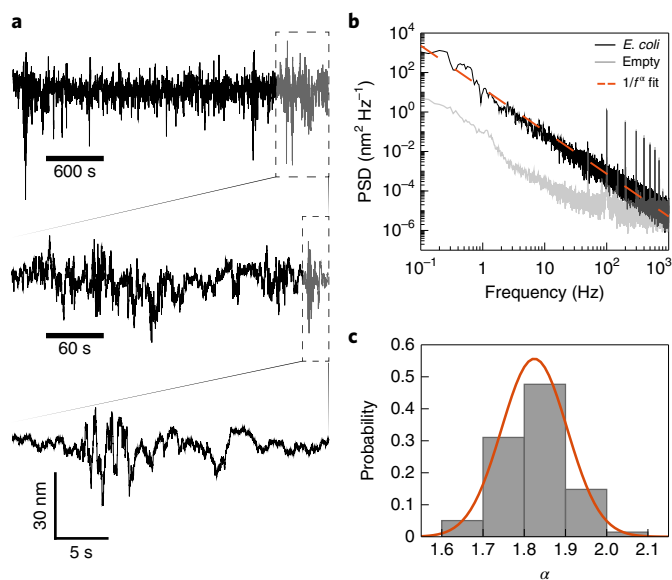 a
600 s
60 s
30 nm
5 s
b
10⁴
10²
10⁰
10⁻²
10⁻⁴
10⁻⁶
PSD (nm² Hz⁻¹)
E. coli
Empty
1/fᵅ fit
10⁻¹ 1 10 10² 10³
Frequency (Hz)
c
0.6
0.5
0.4
0.3
0.2
0.1
0
Probability
1.6 1.7 1.8 1.9 2.0 2.1
α